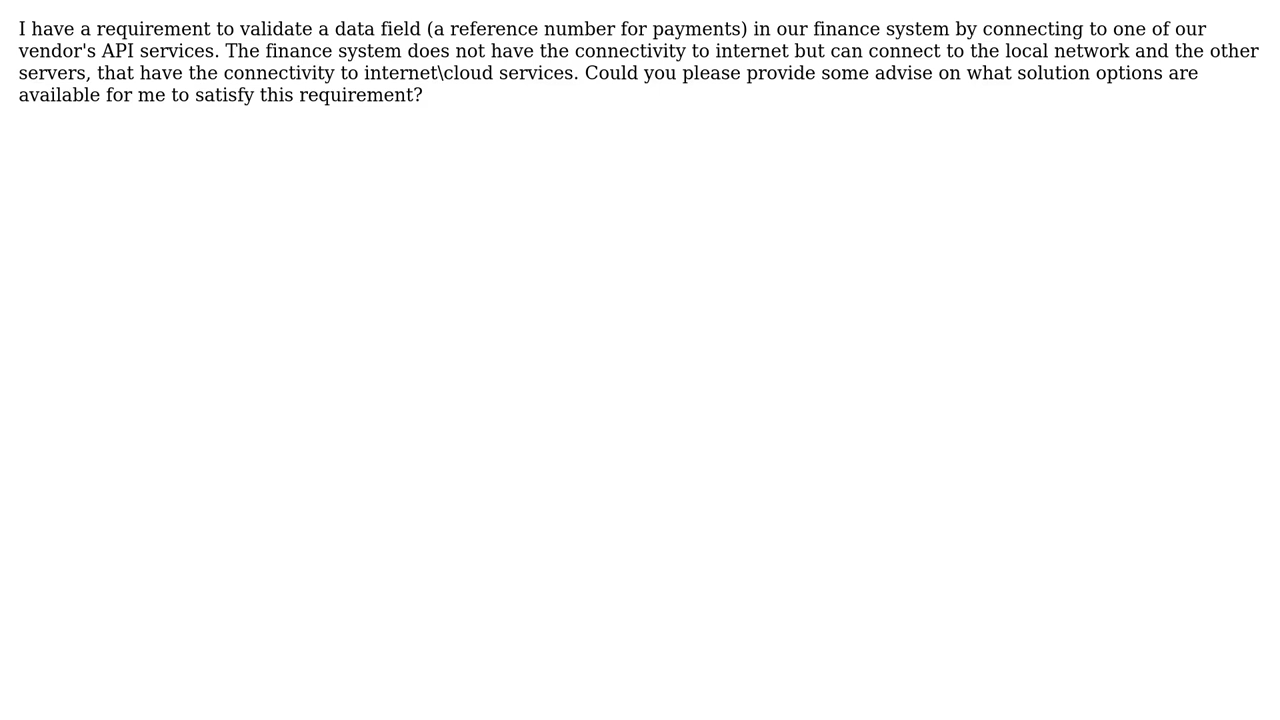 I have a requirement to validate a data field (a reference number for payments) in our finance system by connecting to one of our
vendor's API services. The finance system does not have the connectivity to internet but can connect to the local network and the other
servers, that have the connectivity to internet\cloud services. Could you please provide some advise on what solution options are
available for me to satisfy this requirement?